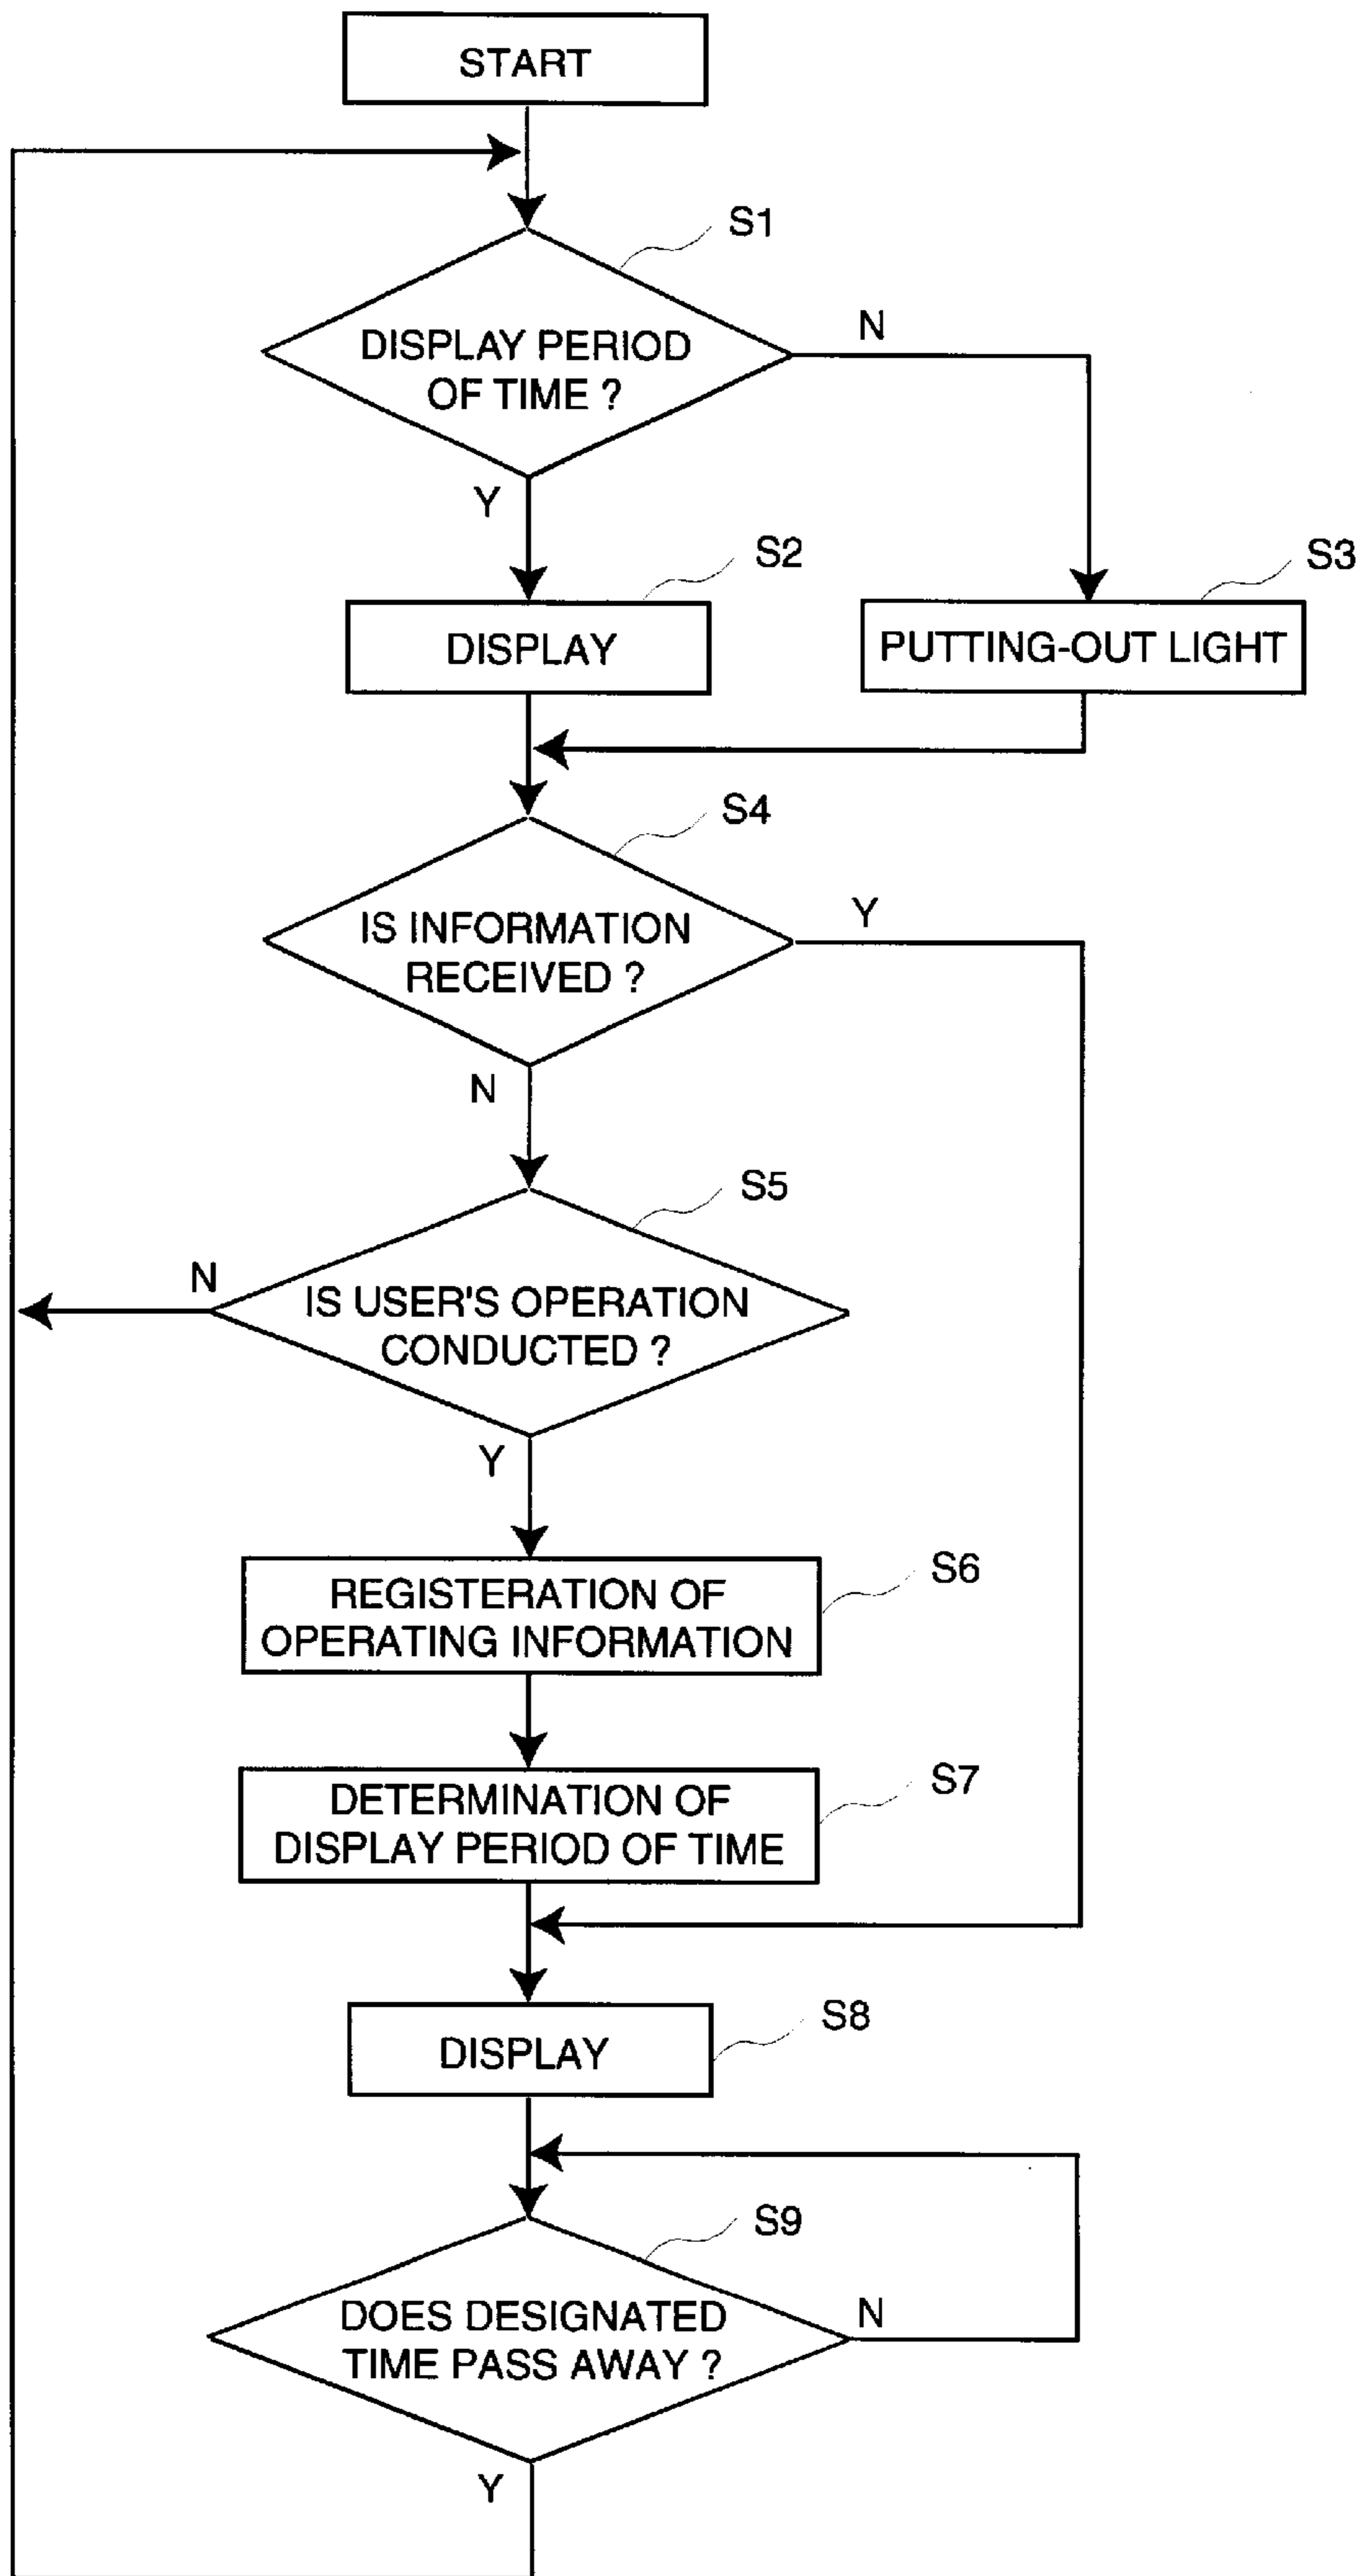 START
S1
DISPLAY PERIOD
OF TIME ?
N
Y
S2
DISPLAY
S3
PUTTING-OUT LIGHT
S4
IS INFORMATION
RECEIVED ?
Y
N
S5
IS USER'S OPERATION
CONDUCTED ?
N
Y
S6
REGISTERATION OF
OPERATING INFORMATION
S7
DETERMINATION OF
DISPLAY PERIOD OF TIME
S8
DISPLAY
S9
DOES DESIGNATED
TIME PASS AWAY ?
N
Y